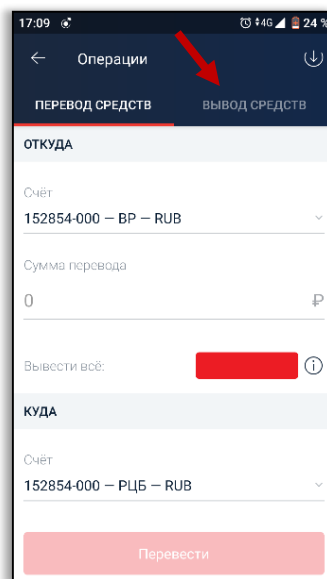 17:09 4G 24 %
Операции
ПЕРЕВОД СРЕДСТВ ВЫВОД СРЕДСТВ
ОТКУДА
Счёт
152854-000 — ВР — RUB
Сумма перевода
0 ₽
Вывести всё:
КУДА
Счёт
152854-000 — РЦБ — RUB
Перевести